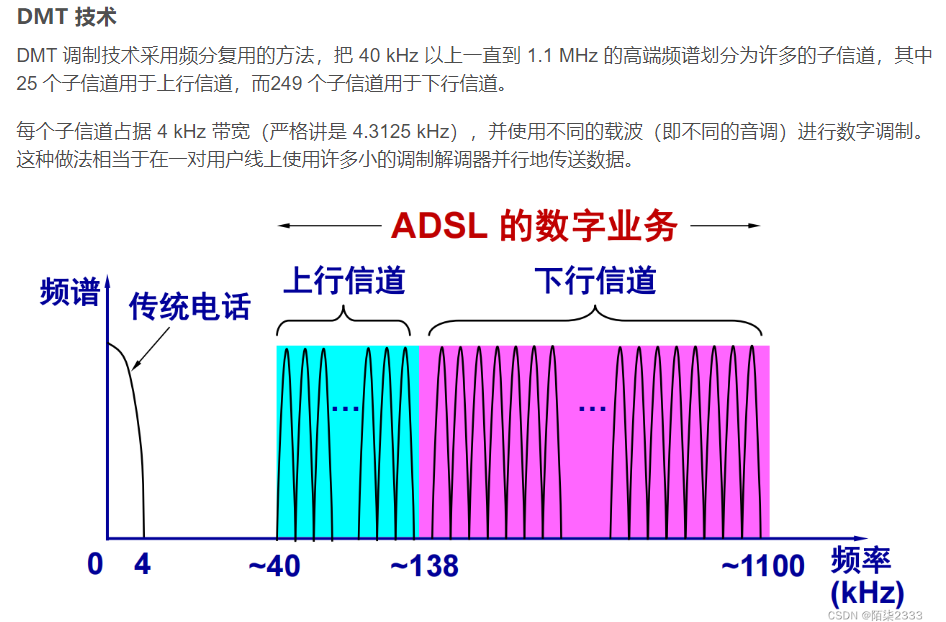 DMT 技术
DMT 调制技术采用频分复用的方法，把 40 kHz 以上一直到 1.1 MHz 的高端频谱划分为许多的子信道，其中
25 个子信道用于上行信道，而249 个子信道用于下行信道。
每个子信道占据 4 kHz 带宽（严格讲是 4.3125 kHz），并使用不同的载波（即不同的音调）进行数字调制。
这种做法相当于在一对用户线上使用许多小的调制解调器并行地传送数据。
ADSL 的数字业务
上行信道
下行信道
频谱
传统电话
...
...
0
4
~40
~138
~1100
频率
(kHz)
CSDN @陌柒2333